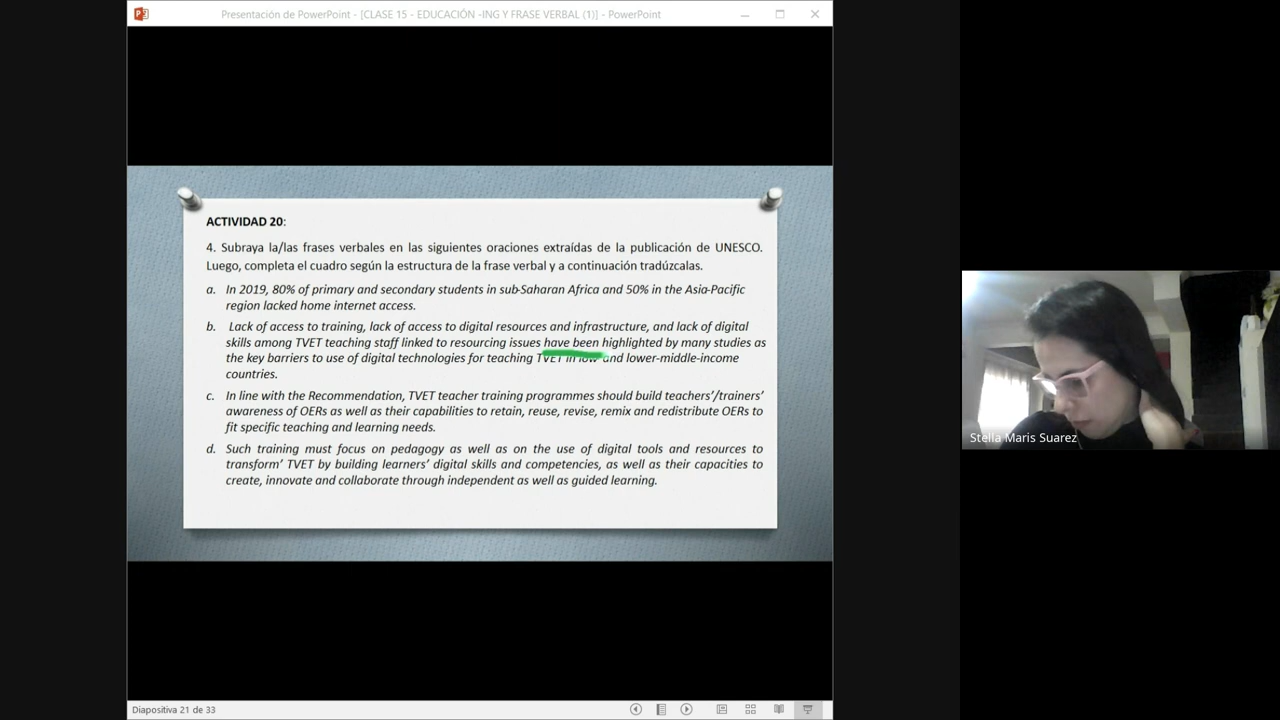 Presentación de PowerPoint - [CLASE 15 - EDUCACIÓN -ING Y FRASE VERBAL (1)] - PowerPoint
ACTIVIDAD 20:
4. Subraya la/las frases verbales en las siguientes oraciones extraídas de la publicación de UNESCO.
Luego, completa el cuadro según la estructura de la frase verbal y a continuación tradúzcalas.
a. In 2019, 80% of primary and secondary students in sub-Saharan Africa and 50% in the Asia-Pacific
region lacked home internet access.
b. Lack of access to training, lack of access to digital resources and infrastructure, and lack of digital
skills among TVET teaching staff linked to resourcing issues have been highlighted by many studies as
the key barriers to use of digital technologies for teaching TVET in low- and lower-middle-income
countries.
c. In line with the Recommendation, TVET teacher training programmes should build teachers'/trainers'
awareness of OERs as well as their capabilities to retain, reuse, revise, remix and redistribute OERs to
fit specific teaching and learning needs.
d. Such training must focus on pedagogy as well as on the use of digital tools and resources to
transform' TVET by building learners' digital skills and competencies, as well as their capacities to
create, innovate and collaborate through independent as well as guided learning.
Stella Maris Suarez
Diapositiva 21 de 33